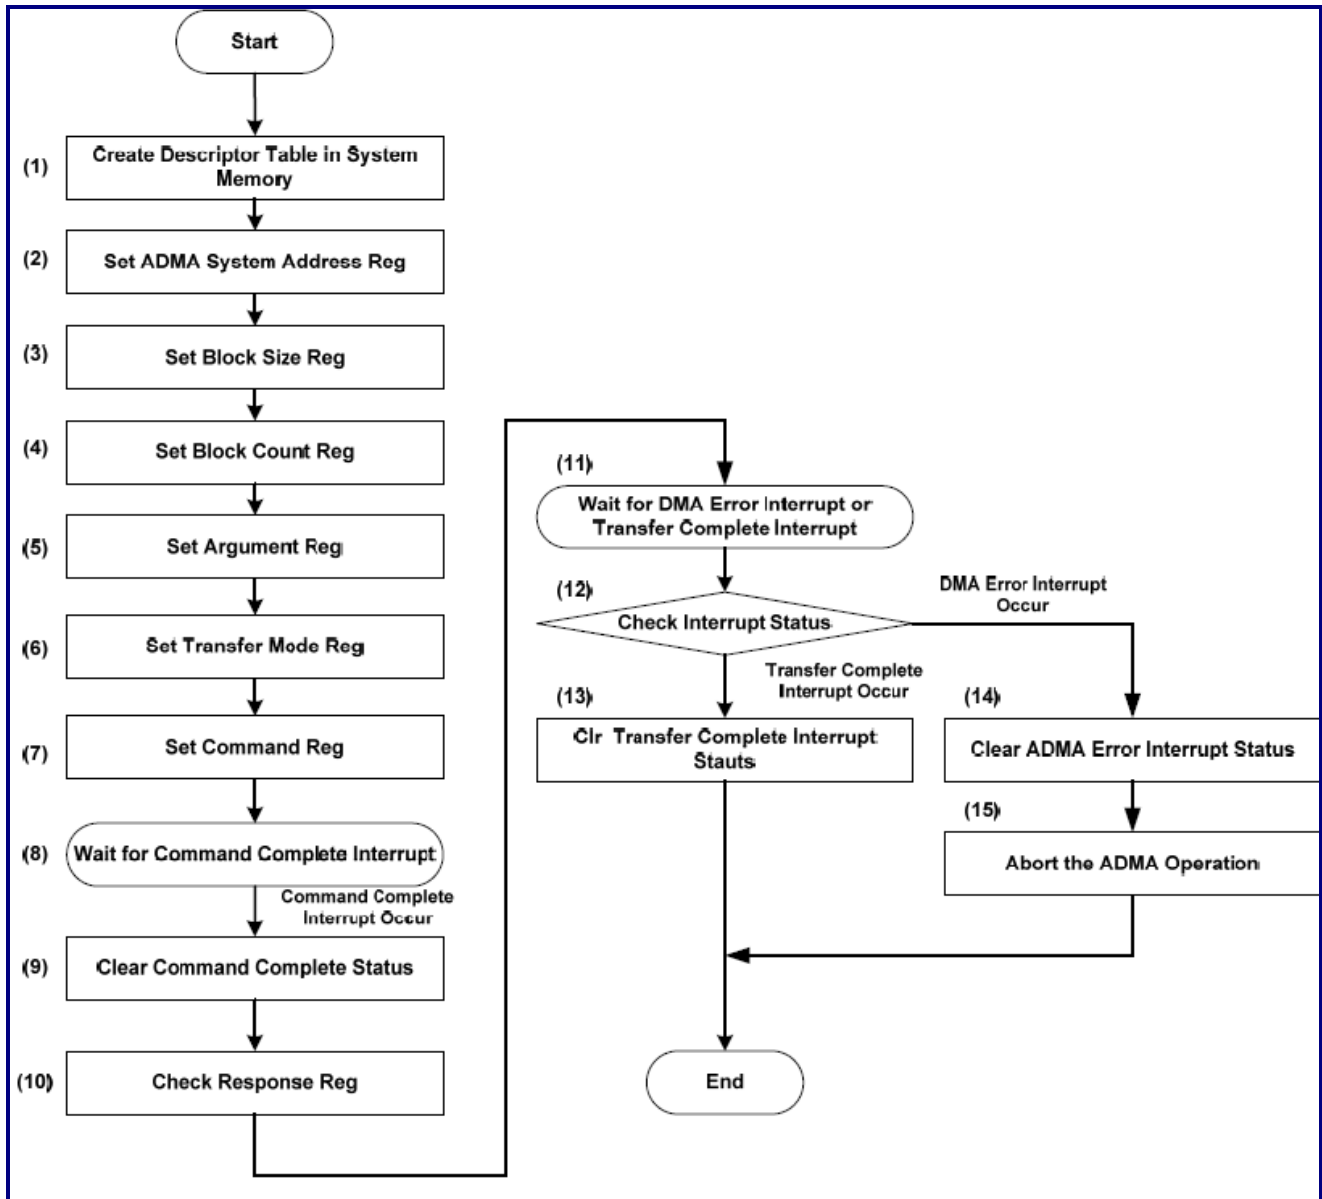 Start
(1)
Create Descriptor Table in System
Memory
(2)
Set ADMA System Address Reg
(3)
Set Block Size Reg
(4)
Set Block Count Reg
(5)
Set Argument Reg
(6)
Set Transfer Mode Reg
(7)
Set Command Reg
(8)
Wait for Command Complete Interrupt
Command Complete
Interrupt Occur
(9)
Clear Command Complete Status
(10)
Check Response Reg
(11)
Wait for DMA Error Interrupt or
Transfer Complete Interrupt
(12)
Check Interrupt Status
DMA Error Interrupt
Occur
Transfer Complete
Interrupt Occur
(13)
Clr Transfer Complete Interrupt
Stauts
(14)
Clear ADMA Error Interrupt Status
(15)
Abort the ADMA Operation
End